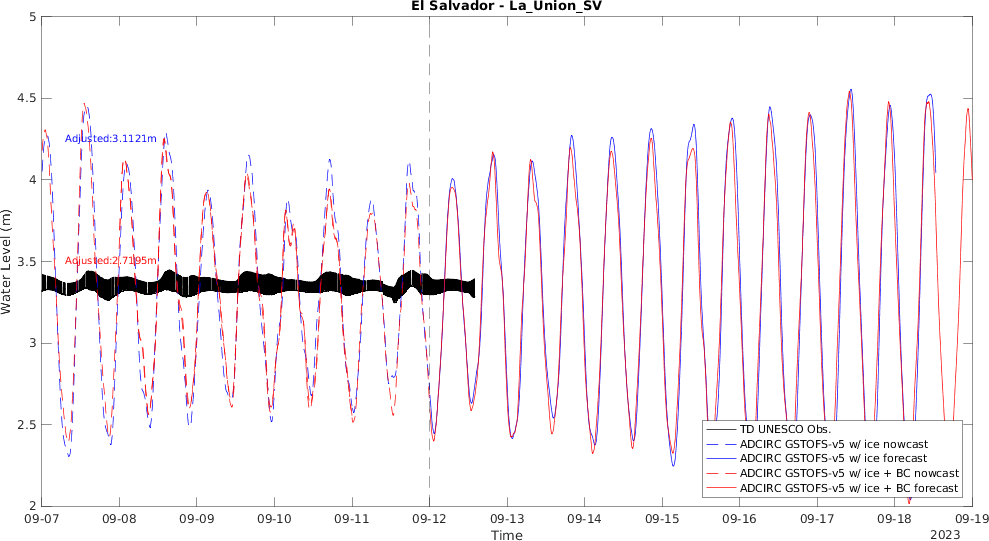 El Salvador - La_Union_SV
5
4.5
4
3.5
3
2.5
2
Water Level (m)
Adjusted:3.1121m
Adjusted:2.7195m
TD UNESCO Obs.
ADCIRC GSTOFS-v5 w/ ice nowcast
ADCIRC GSTOFS-v5 w/ ice forecast
ADCIRC GSTOFS-v5 w/ ice + BC nowcast
ADCIRC GSTOFS-v5 w/ ice + BC forecast
09-07 09-08 09-09 09-10 09-11 09-12 09-13 09-14 09-15 09-16 09-17 09-18 09-19
Time
2023